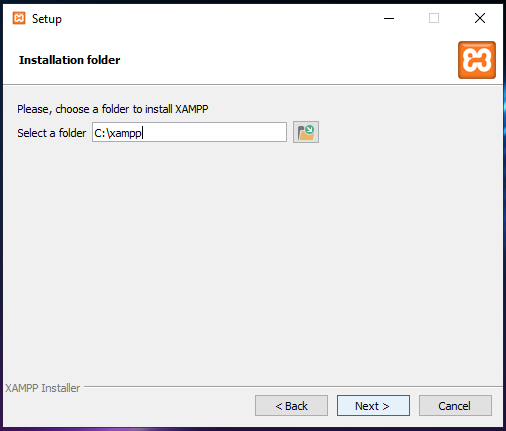 Setup
Installation folder
Please, choose a folder to install XAMPP
Select a folder C:\xampp
XAMPP Installer
< Back Next > Cancel